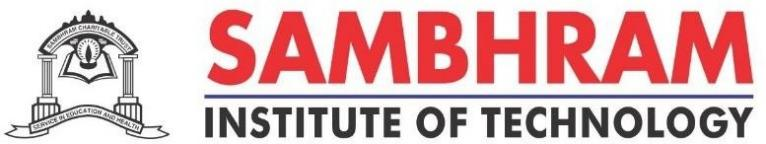 SAMBHRAM CHARITABLE TRUST
SERVICE IN EDUCATION AND HEALTH
SAMBHRAM
INSTITUTE OF TECHNOLOGY